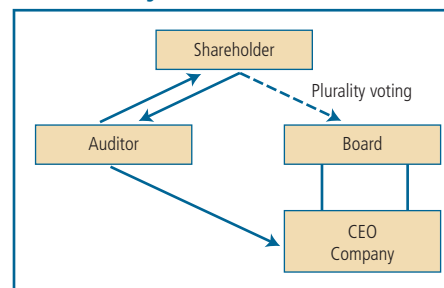 Shareholder
Plurality voting
Auditor
Board
CEO
Company